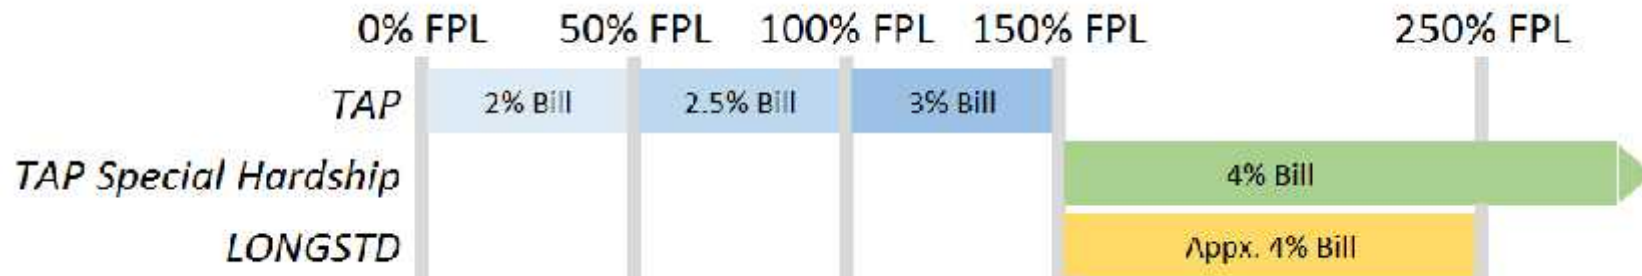 0% FPL 50% FPL 100% FPL 150% FPL 250% FPL
TAP 2% Bill 2.5% Bill 3% Bill
TAP Special Hardship 4% Bill
LONGSTD Appx. 4% Bill